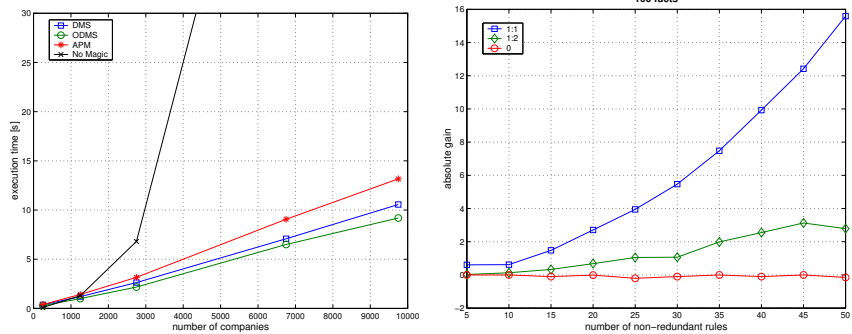 DMS
ODMS
APM
No Magic
30
25
20
15
10
5
0
execution time [s]
0 1000 2000 3000 4000 5000 6000 7000 8000 9000 10000
number of companies
1:1
1:2
0
16
14
12
10
8
6
4
2
0
−2
absolute gain
5 10 15 20 25 30 35 40 45 50
number of non−redundant rules